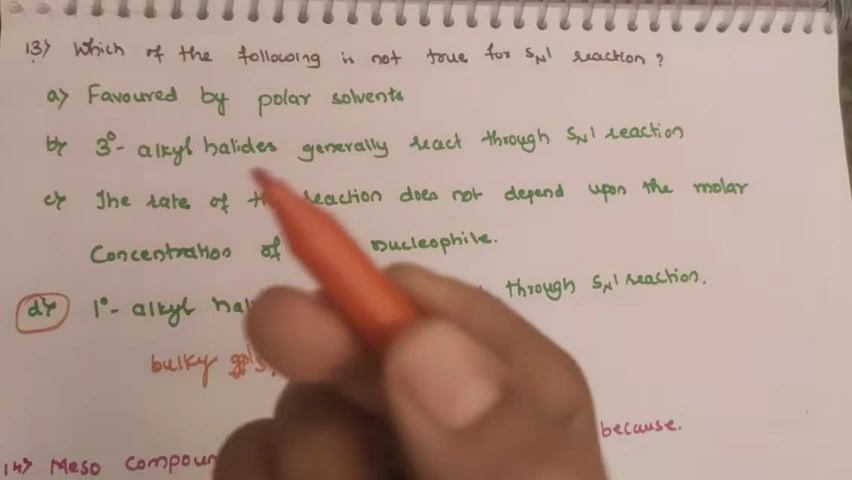 13) Which of the following is not true for SN1 reaction?
a) Favoured by polar solvents
b) 3°- alkyl halides generally react through SN1 reaction
c) The rate of reaction does not depend upon the molar
Concentration of nucleophile.
d) 1°- alkyl through SN1 reaction.
bulky gps
14) Meso because.